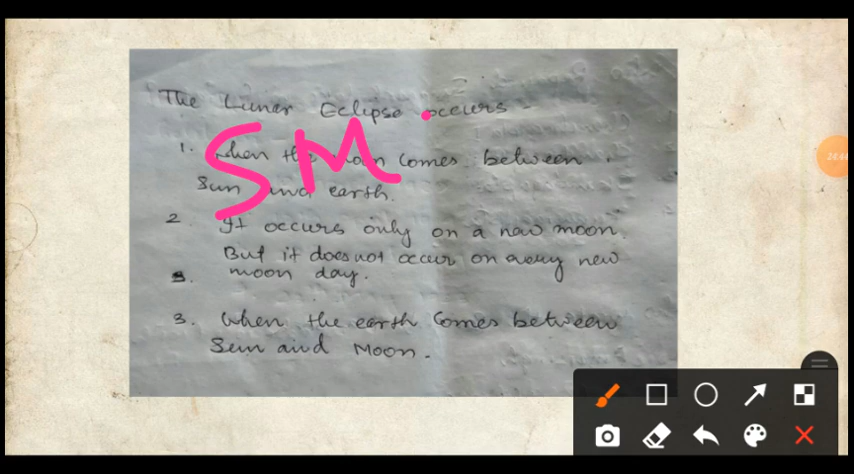 The Lunar Eclipse occurs -
SM
1. When the moon comes between
Sun and earth.
2 It occurs only on a new moon.
But it does not occur on every new
moon day.
3. When the earth comes between
Sun and Moon.